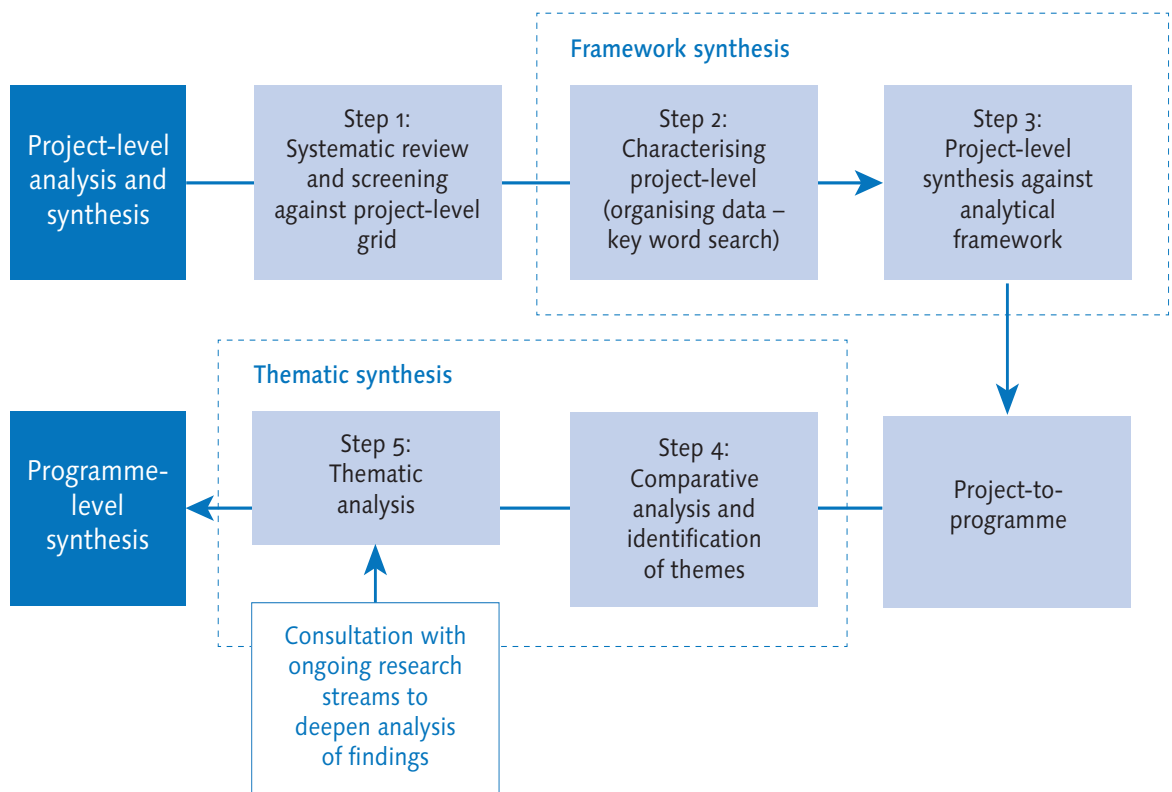 Framework synthesis
Project-level
analysis and
synthesis
Step 1:
Systematic review
and screening
against project-level
grid
Step 2:
Characterising
project-level
(organising data –
key word search)
Step 3:
Project-level
synthesis against
analytical
framework
Thematic synthesis
Programme-
level
synthesis
Step 5:
Thematic
analysis
Step 4:
Comparative
analysis and
identification
of themes
Project-to-
programme
Consultation with
ongoing research
streams to
deepen analysis
of findings